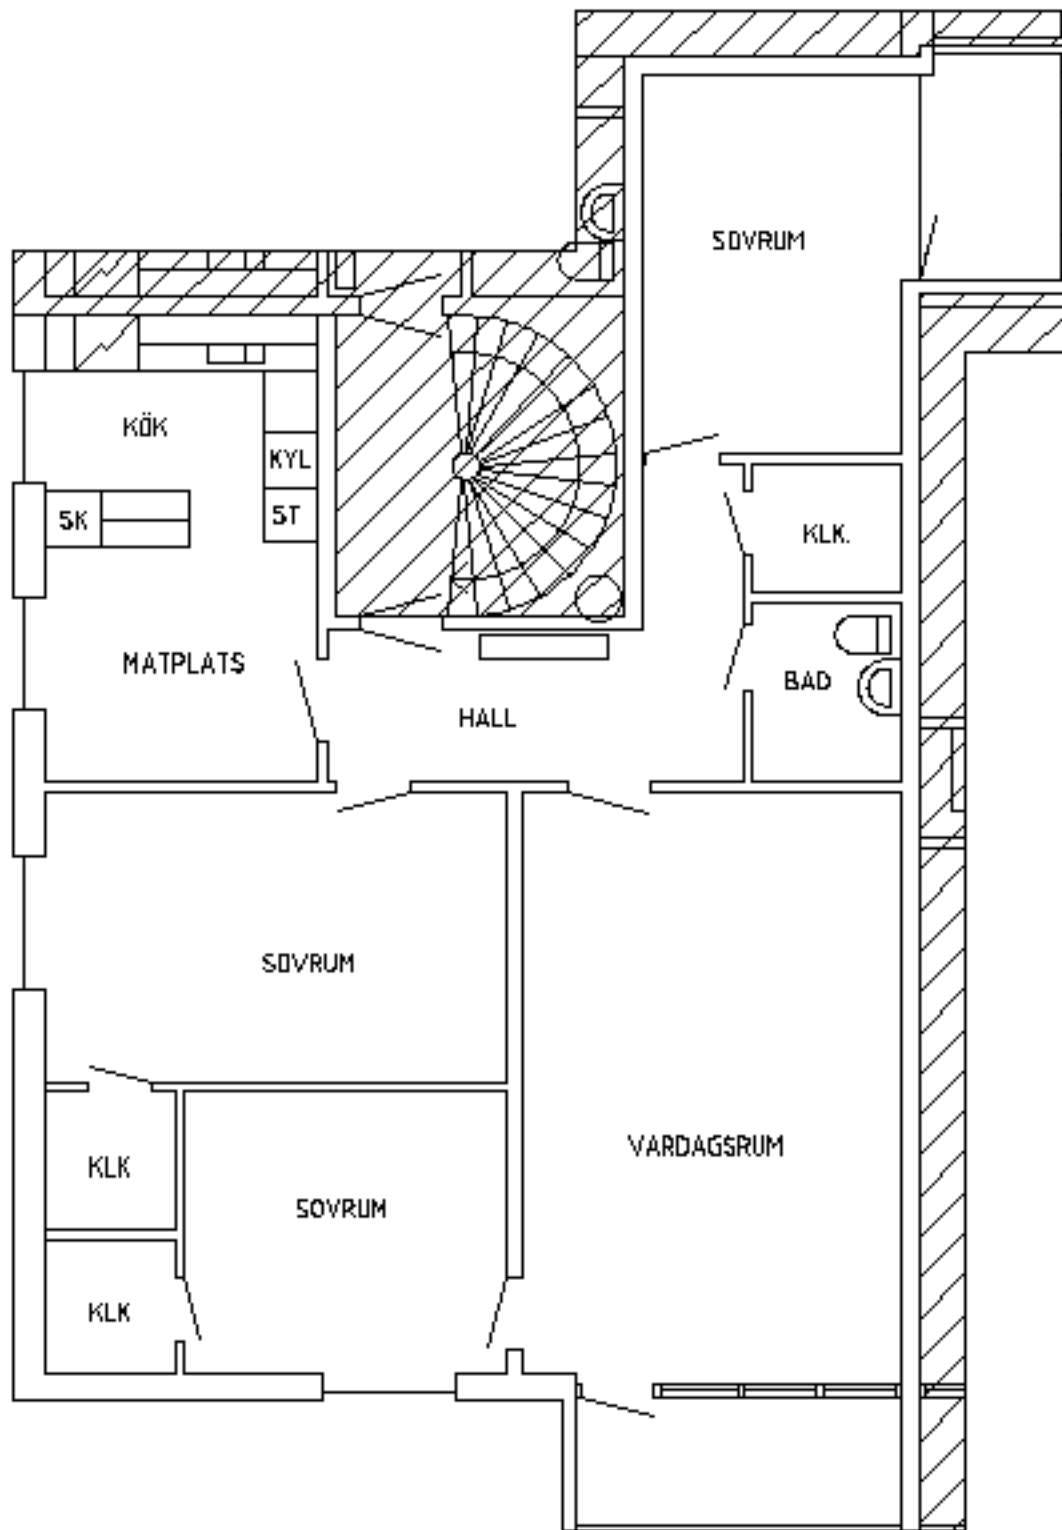 SOVRUM
KÖK
KYL
SK
ST
KLK.
MATPLATS
BAD
HALL
SOVRUM
VARDAGSRUM
KLK
SOVRUM
KLK